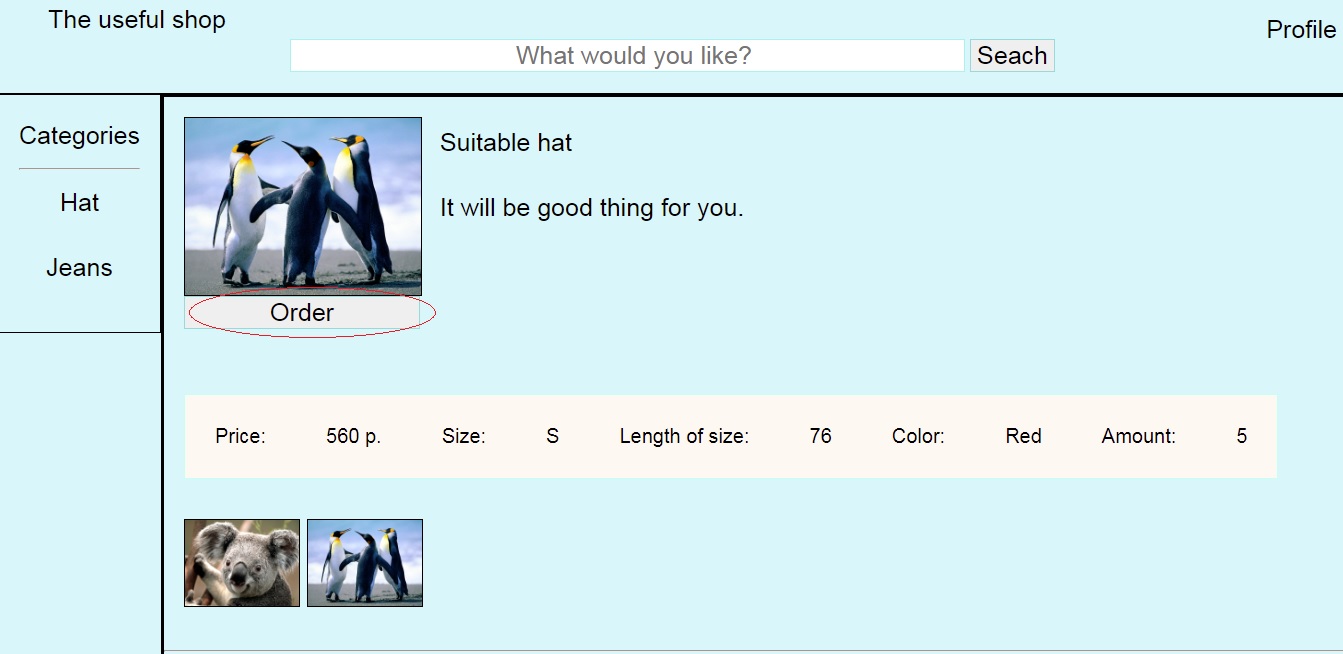 The useful shop
Profile
What would you like?
Seach
Categories
Hat
Jeans
Suitable hat
It will be good thing for you.
Order
Price: 560 p. Size: S Length of size: 76 Color: Red Amount: 5